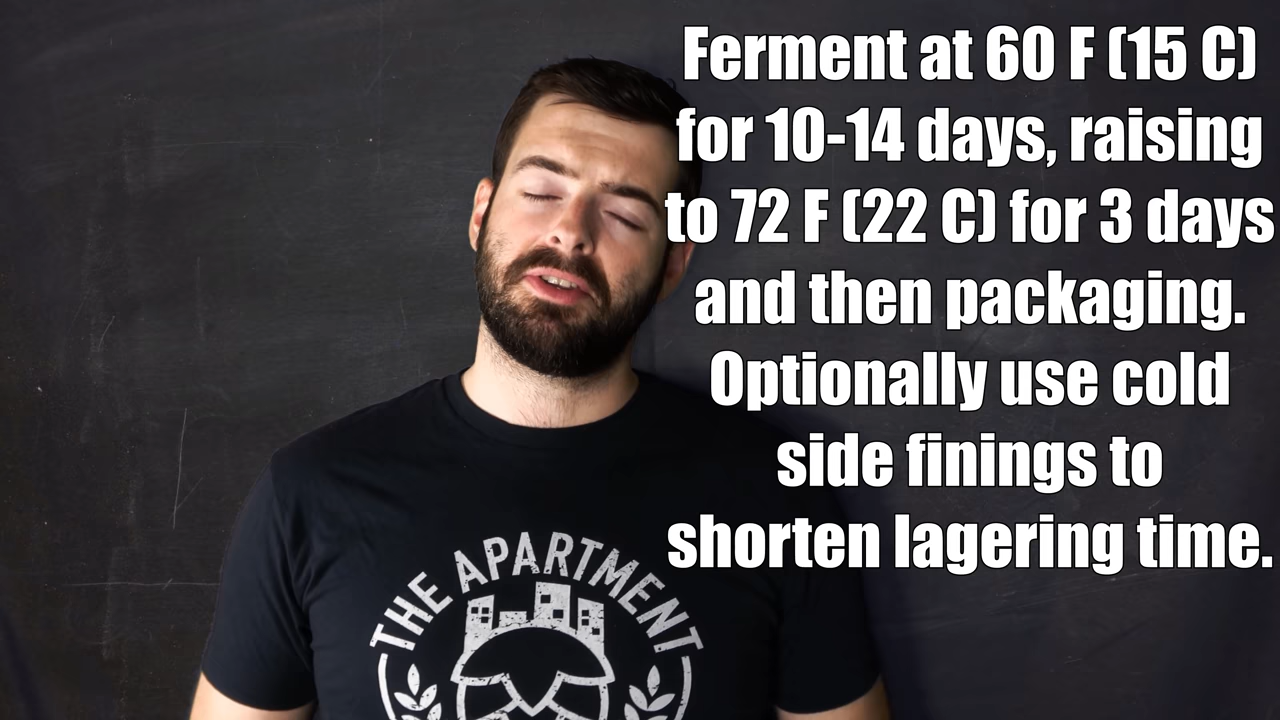 Ferment at 60 F (15 C)
for 10-14 days, raising
to 72 F (22 C) for 3 days
and then packaging.
Optionally use cold
side finings to
shorten lagering time.
THE APARTMENT